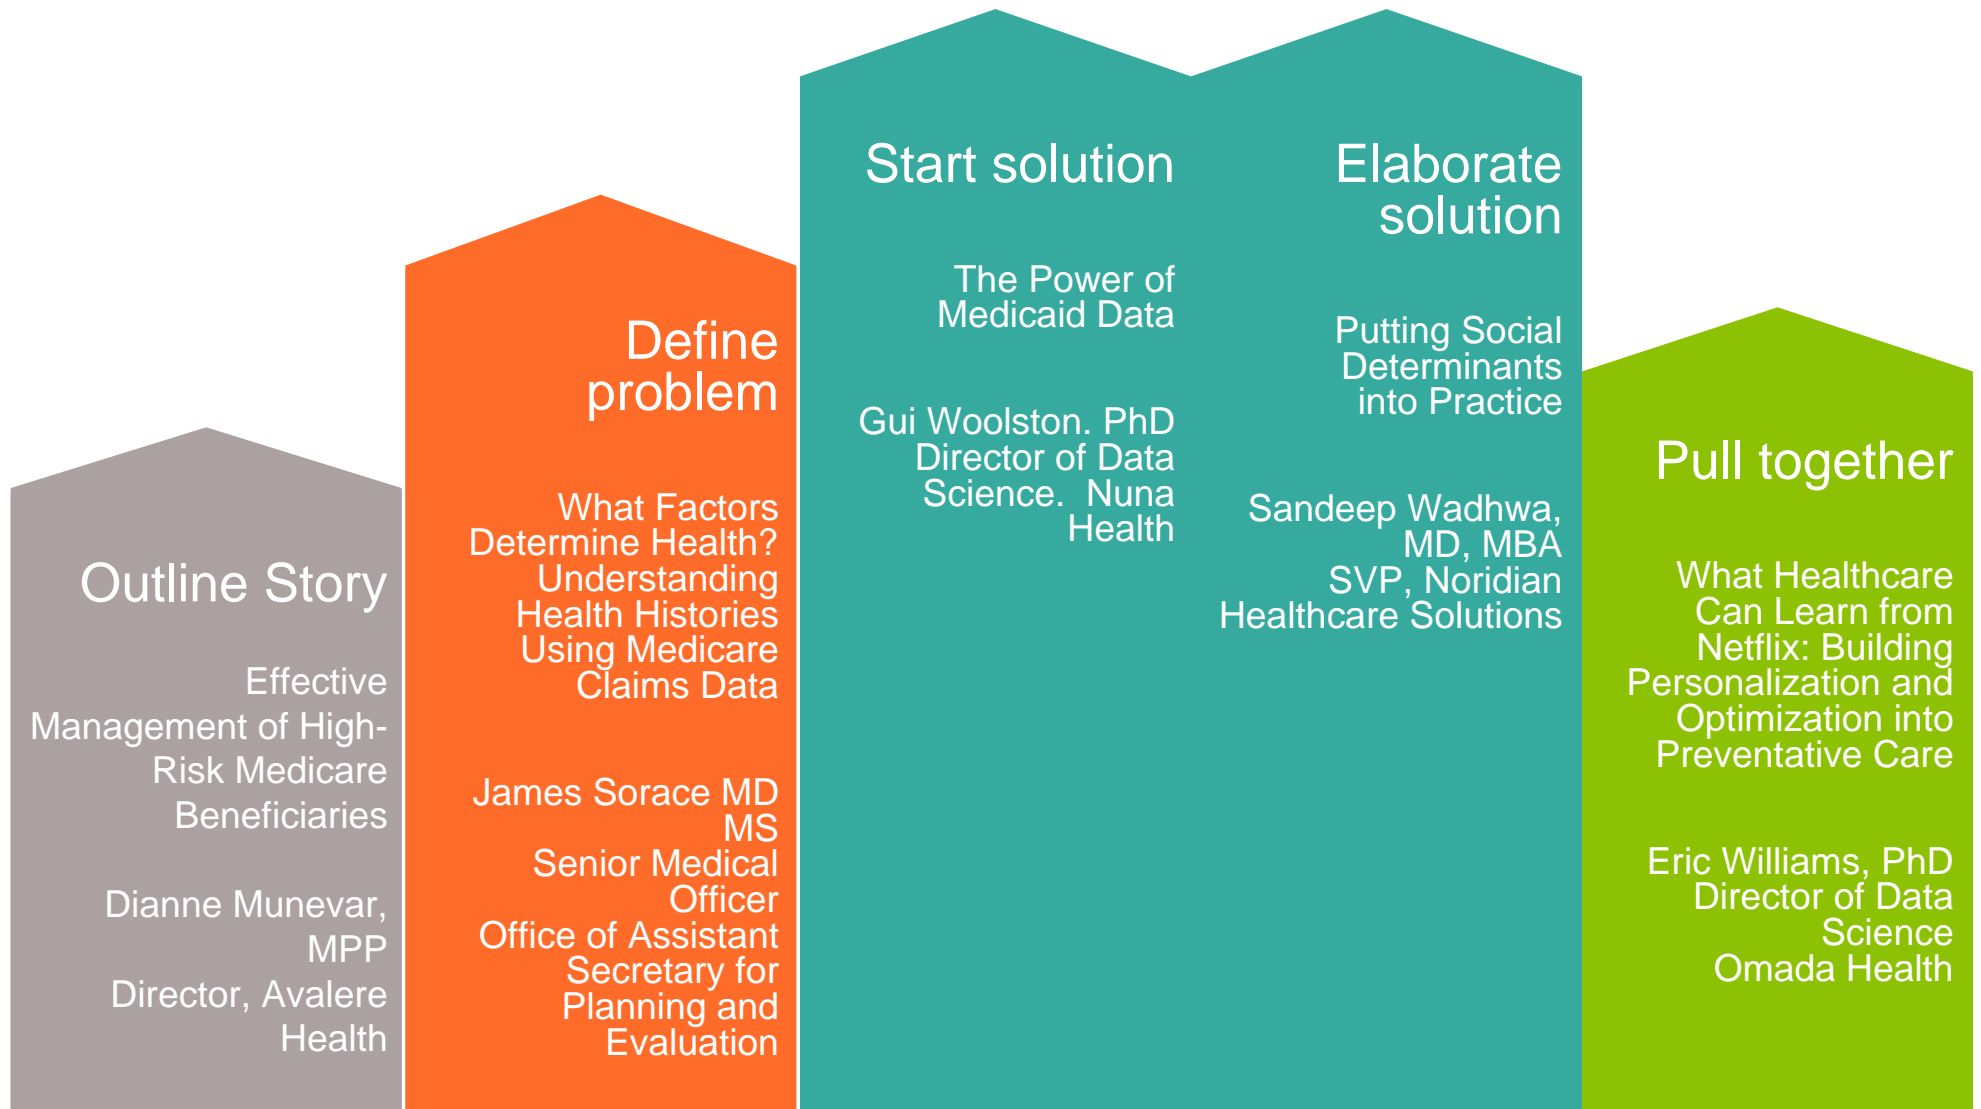 Outline Story
Effective
Management of High-
Risk Medicare
Beneficiaries
Dianne Munevar,
MPP
Director, Avalere
Health
Define
problem
What Factors
Determine Health?
Understanding
Health Histories
Using Medicare
Claims Data
James Sorace MD
MS
Senior Medical
Officer
Office of Assistant
Secretary for
Planning and
Evaluation
Start solution
The Power of
Medicaid Data
Gui Woolston. PhD
Director of Data
Science.  Nuna
Health
Elaborate
solution
Putting Social
Determinants
into Practice
Sandeep Wadhwa,
MD, MBA
SVP, Noridian
Healthcare Solutions
Pull together
What Healthcare
Can Learn from
Netflix: Building
Personalization and
Optimization into
Preventative Care
Eric Williams, PhD
Director of Data
Science
Omada Health